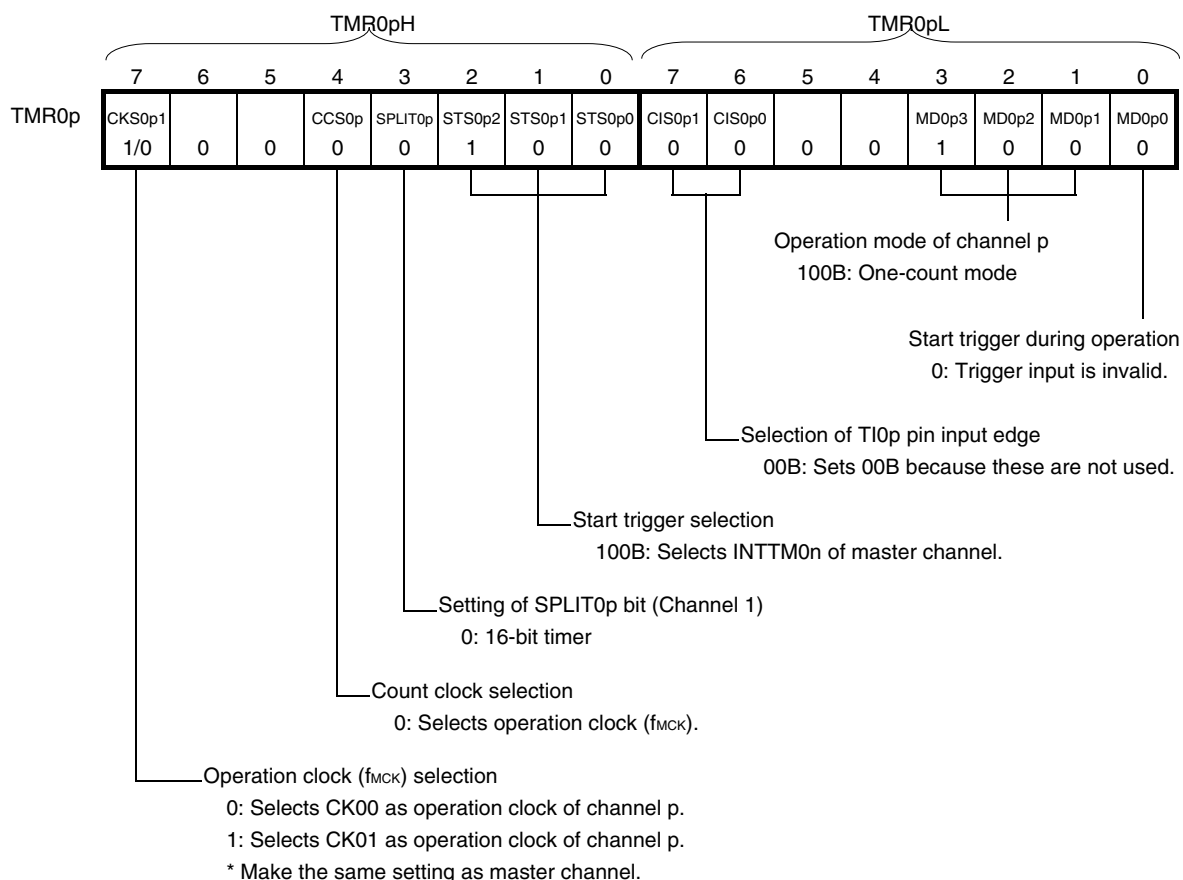 TMR0pH TMR0pL
7 6 5 4 3 2 1 0 7 6 5 4 3 2 1 0
TMR0p CKS0p1 CCS0p SPLIT0p STS0p2 STS0p1 STS0p0 CIS0p1 CIS0p0 MD0p3 MD0p2 MD0p1 MD0p0
1/0 0 0 0 0 1 0 0 0 0 0 0 1 0 0 0
Operation mode of channel p
100B: One-count mode
Start trigger during operation
0: Trigger input is invalid.
Selection of TI0p pin input edge
00B: Sets 00B because these are not used.
Start trigger selection
100B: Selects INTTM0n of master channel.
Setting of SPLIT0p bit (Channel 1)
0: 16-bit timer
Count clock selection
0: Selects operation clock (fMCK).
Operation clock (fMCK) selection
0: Selects CK00 as operation clock of channel p.
1: Selects CK01 as operation clock of channel p.
* Make the same setting as master channel.